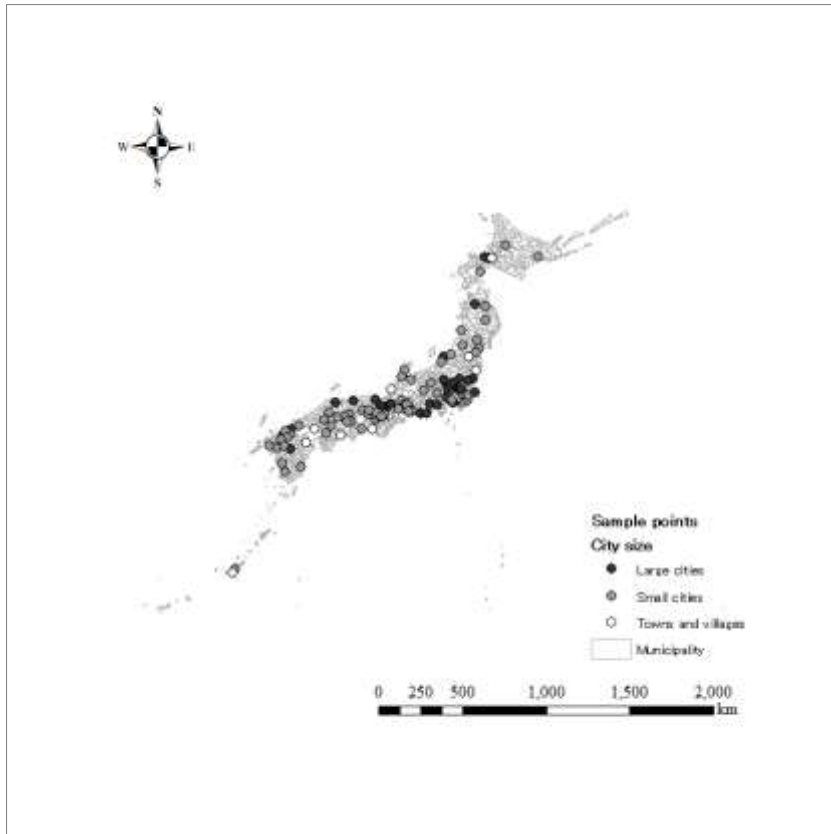 N
W E
S
Sample points
City size
Large cities
Small cities
Towns and villages
Municipality
0 250 500 1,000 1,500 2,000
km